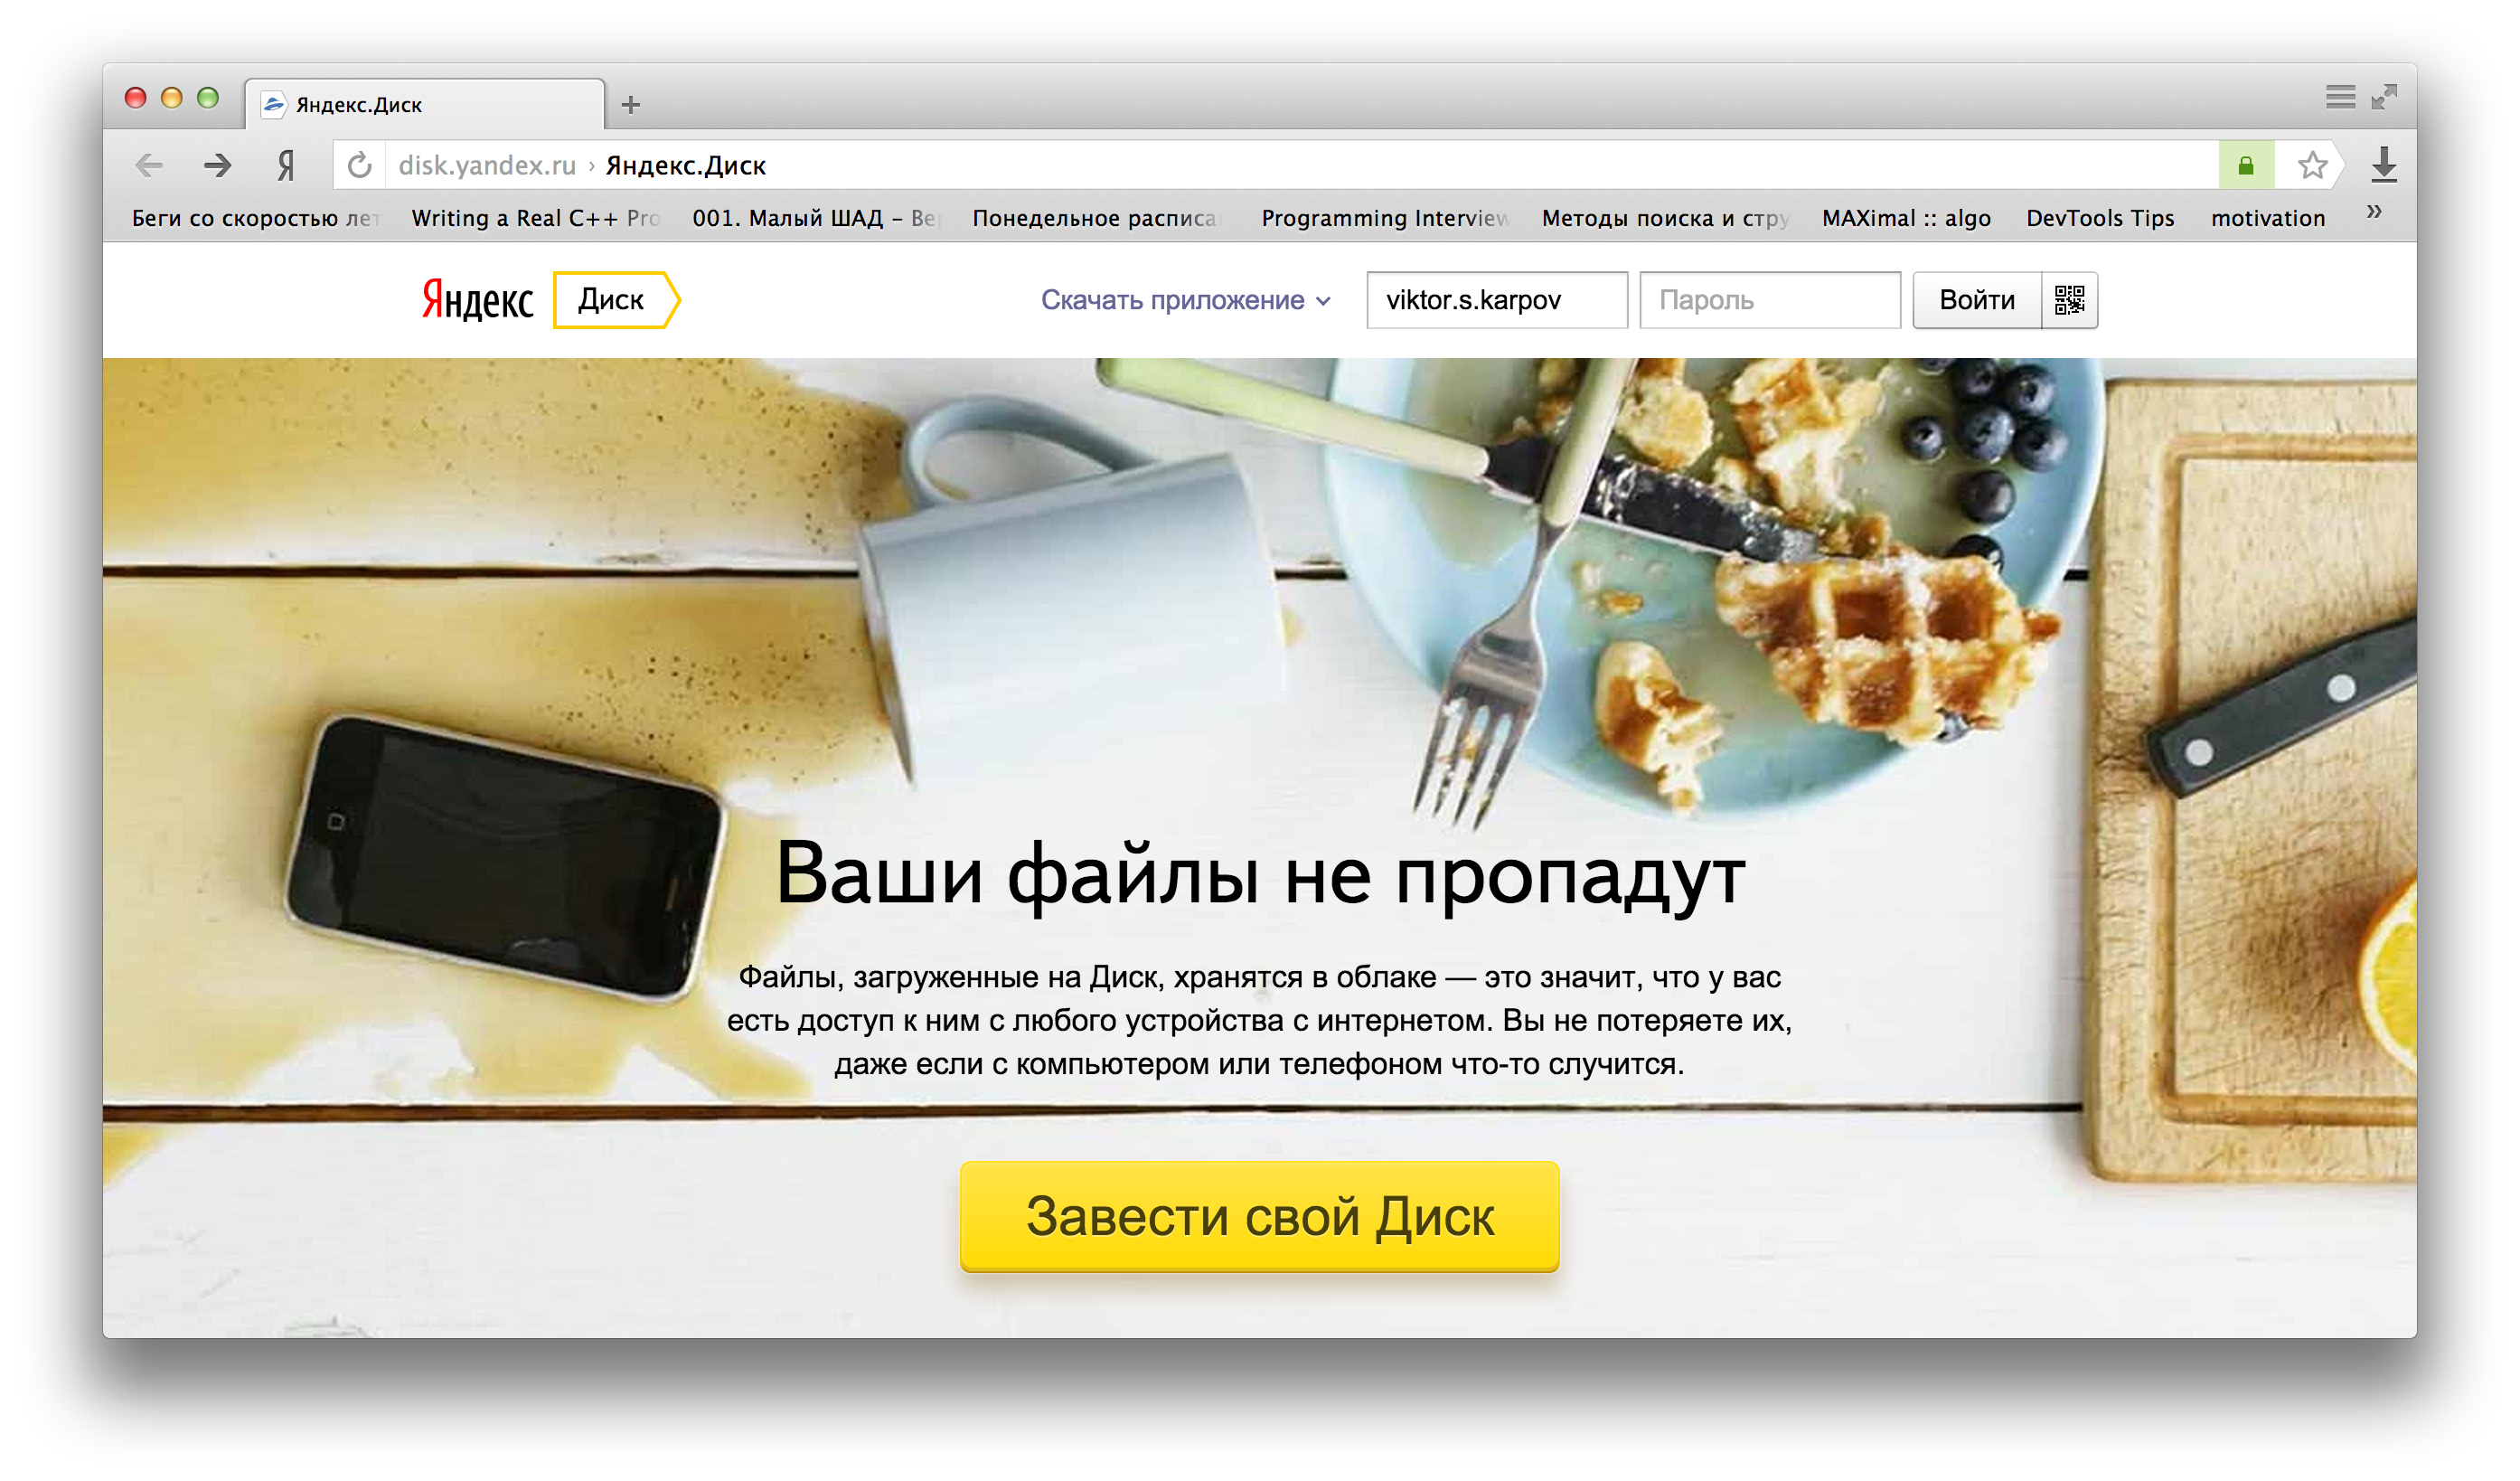 Яндекс.Диск
Я disk.yandex.ru › Яндекс.Диск
Беги со скоростью лет Writing a Real C++ Pro 001. Малый ШАД – Ве Понедельное расписа Programming Interview Методы поиска и стру MAXimal :: algo DevTools Tips motivation »
Яндекс Диск Скачать приложение viktor.s.karpov Пароль Войти
Ваши файлы не пропадут
Файлы, загруженные на Диск, хранятся в облаке — это значит, что у вас
есть доступ к ним с любого устройства с интернетом. Вы не потеряете их,
даже если с компьютером или телефоном что-то случится.
Завести свой Диск